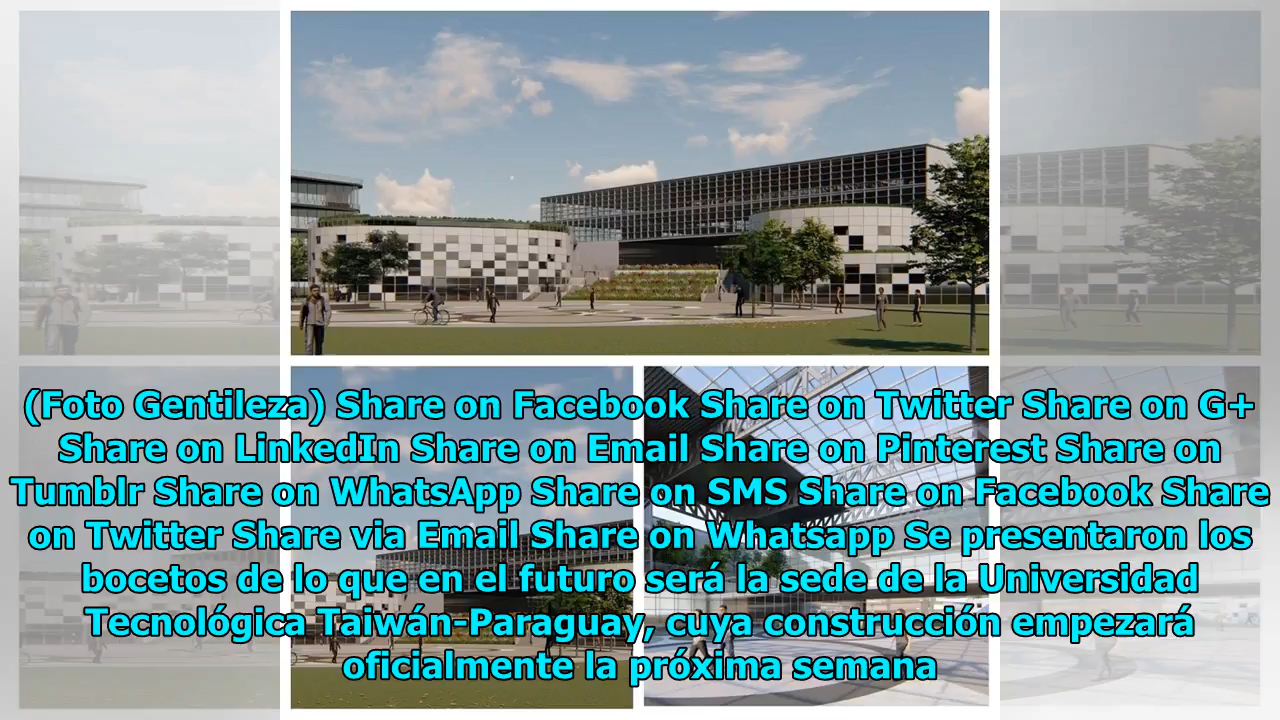 (Foto Gentileza) Share on Facebook Share on Twitter Share on G+
Share on LinkedIn Share on Email Share on Pinterest Share on
Tumblr Share on WhatsApp Share on SMS Share on Facebook Share
on Twitter Share via Email Share on Whatsapp Se presentaron los
bocetos de lo que en el futuro será la sede de la Universidad
Tecnológica Taiwán-Paraguay, cuya construcción empezará
oficialmente la próxima semana